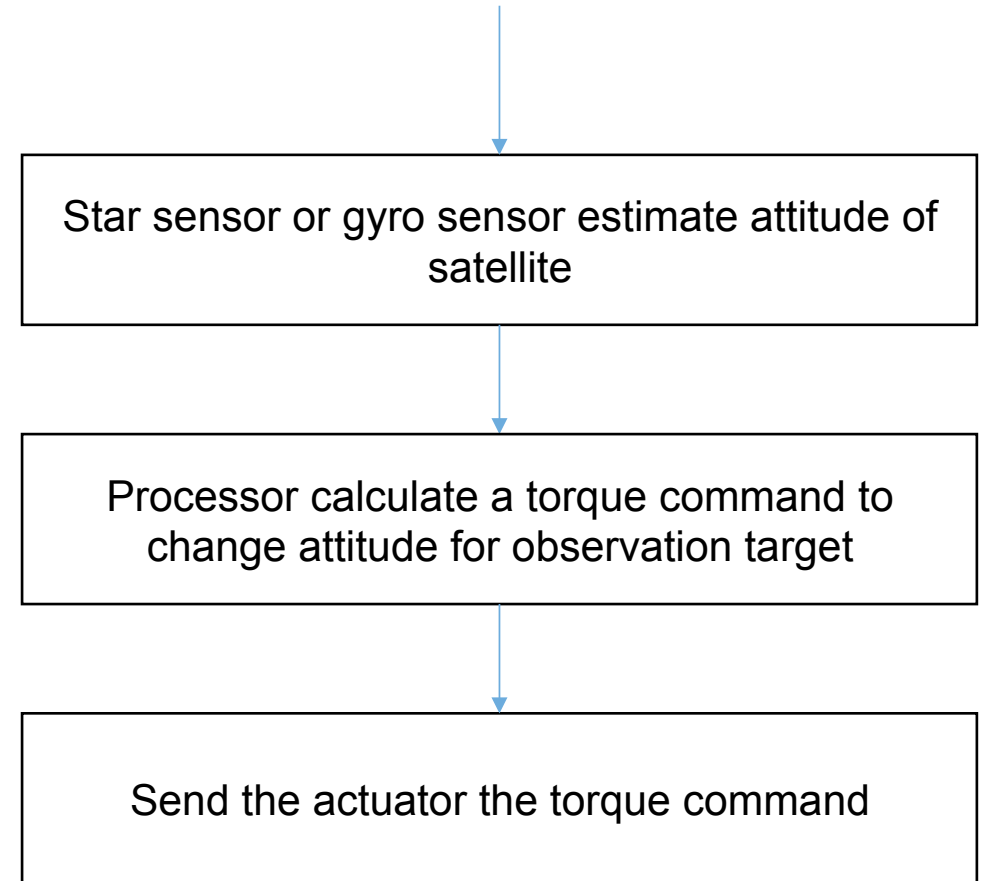 Star sensor or gyro sensor estimate attitude of
satellite
Processor calculate a torque command to
change attitude for observation target
Send the actuator the torque command